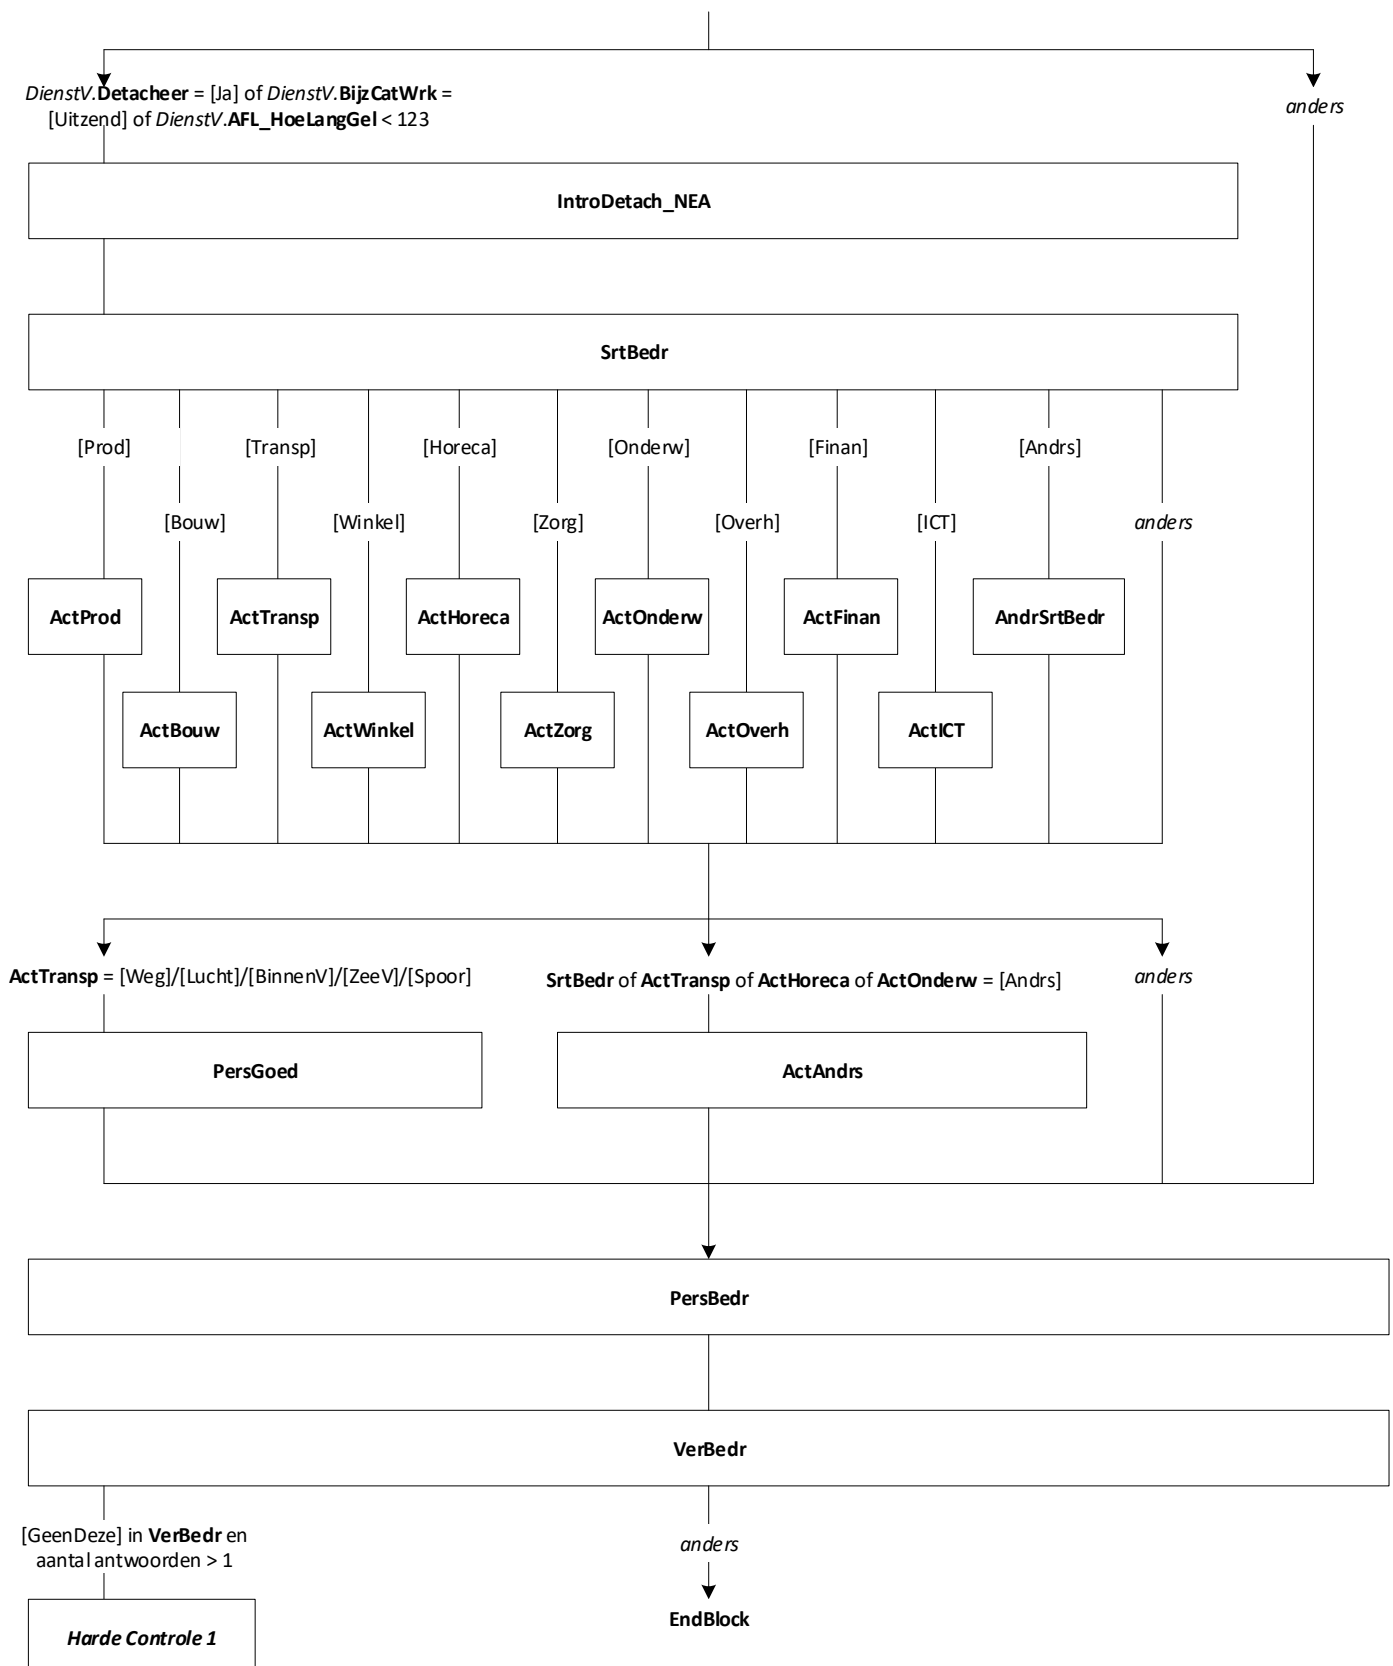 DienstV.Detacheer = [Ja] of DienstV.BijzCatWrk =
[Uitzend] of DienstV.AFL_HoeLangGel < 123
anders
IntroDetach_NEA
SrtBedr
[Prod] [Transp] [Horeca] [Onderw] [Finan] [Andrs]
[Bouw] [Winkel] [Zorg] [Overh] [ICT] anders
ActProd ActTransp ActHoreca ActOnderw ActFinan AndrSrtBedr
ActBouw ActWinkel ActZorg ActOverh ActICT
ActTransp = [Weg]/[Lucht]/[BinnenV]/[ZeeV]/[Spoor]
SrtBedr of ActTransp of ActHoreca of ActOnderw = [Andrs]
anders
PersGoed
ActAndrs
PersBedr
VerBedr
[GeenDeze] in VerBedr en
aantal antwoorden > 1
anders
EndBlock
Harde Controle 1